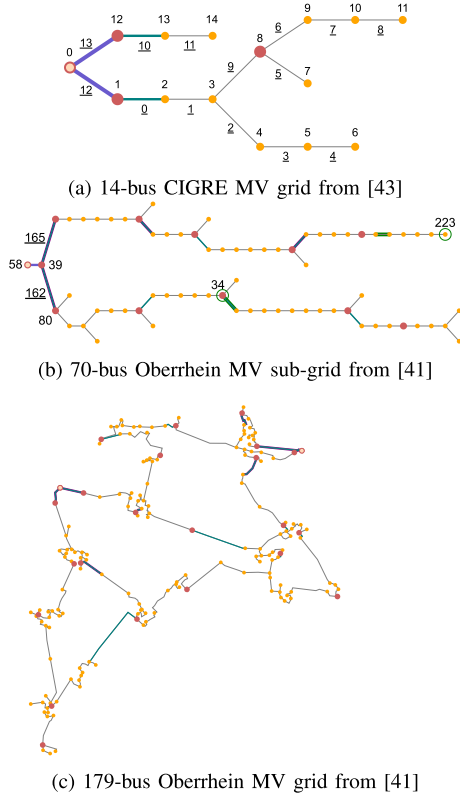 12 13 14
0 13 10 11
12 1 2 3
0 1
9 10 11
6 7 8
8
9 5 7
2 4 5 6
3 4
(a) 14-bus CIGRE MV grid from [43]
223
165
58 39
162 34
80
(b) 70-bus Oberrhein MV sub-grid from [41]
(c) 179-bus Oberrhein MV grid from [41]